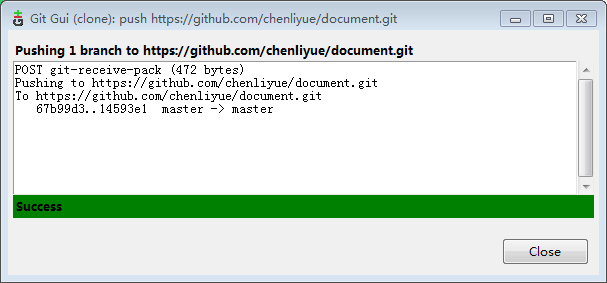 Git Gui (clone): push https://github.com/chenliyue/document.git
Pushing 1 branch to https://github.com/chenliyue/document.git
POST git-receive-pack (472 bytes)
Pushing to https://github.com/chenliyue/document.git
To https://github.com/chenliyue/document.git
   67b99d3..14593e1  master -> master
Success
Close